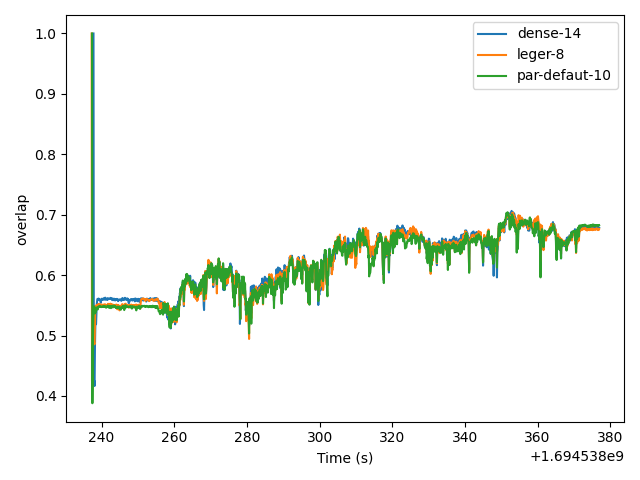 dense-14
leger-8
par-defaut-10
1.0
0.9
0.8
0.7
0.6
0.5
0.4
overlap
240 260 280 300 320 340 360 380
Time (s)
+1.694538e9